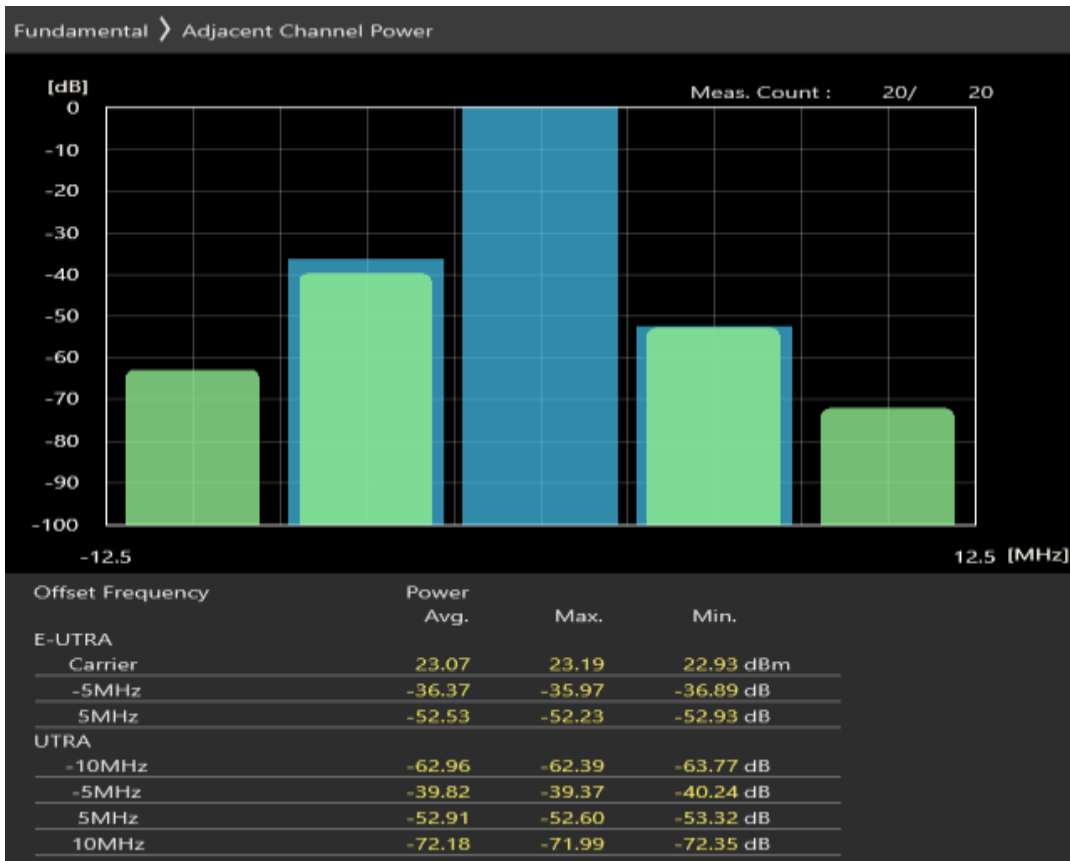 Fundamental 》 Adjacent Channel Power
[dB]
Meas. Count : 20/ 20
0
-10
-20
-30
-40
-50
-60
-70
-80
-90
-100
-12.5 12.5 [MHz]
Offset Frequency Power
Avg. Max. Min.
E-UTRA
Carrier 23.07 23.19 22.93 dBm
-5MHz -36.37 -35.97 -36.89 dB
5MHz -52.53 -52.23 -52.93 dB
UTRA
-10MHz -62.96 -62.39 -63.77 dB
-5MHz -39.82 -39.37 -40.24 dB
5MHz -52.91 -52.60 -53.32 dB
10MHz -72.18 -71.99 -72.35 dB